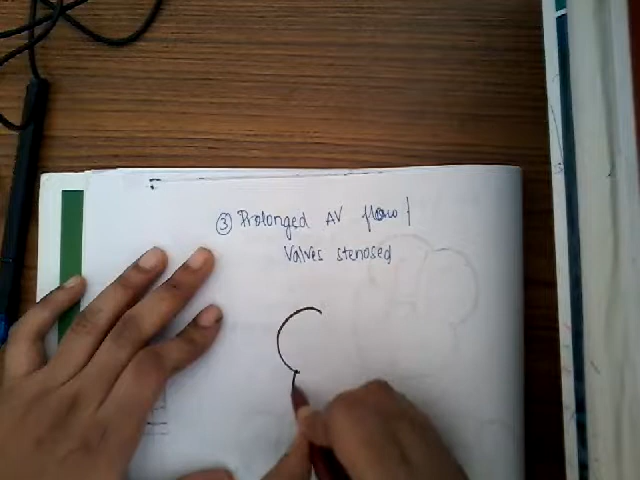 ③ Prolonged AV flow /
Valves stenosed